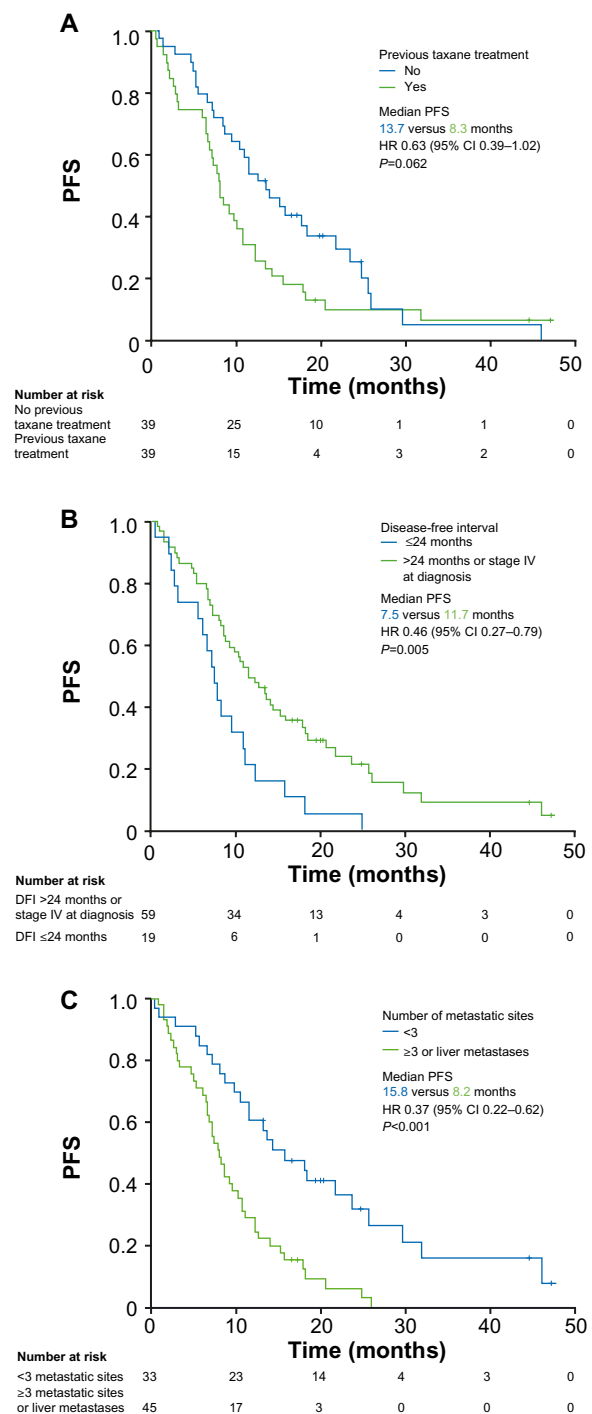 A
1.0
0.8
0.6
0.4
0.2
0
PFS
Previous taxane treatment
No
Yes
Median PFS
13.7 versus 8.3 months
HR 0.63 (95% CI 0.39–1.02)
P=0.062
0 10 20 30 40 50
Time (months)
Number at risk
No previous
taxane treatment 39 25 10 1 1 0
Previous taxane
treatment 39 15 4 3 2 0
B
1.0
0.8
0.6
0.4
0.2
0
PFS
Disease-free interval
≤24 months
>24 months or stage IV
at diagnosis
Median PFS
7.5 versus 11.7 months
HR 0.46 (95% CI 0.27–0.79)
P=0.005
0 10 20 30 40 50
Time (months)
Number at risk
DFI >24 months or
stage IV at diagnosis 59 34 13 4 3 0
DFI ≤24 months 19 6 1 0 0 0
C
1.0
0.8
0.6
0.4
0.2
0
PFS
Number of metastatic sites
<3
≥3 or liver metastases
Median PFS
15.8 versus 8.2 months
HR 0.37 (95% CI 0.22–0.62)
P<0.001
0 10 20 30 40 50
Time (months)
Number at risk
<3 metastatic sites 33 23 14 4 3 0
≥3 metastatic sites
or liver metastases 45 17 3 0 0 0